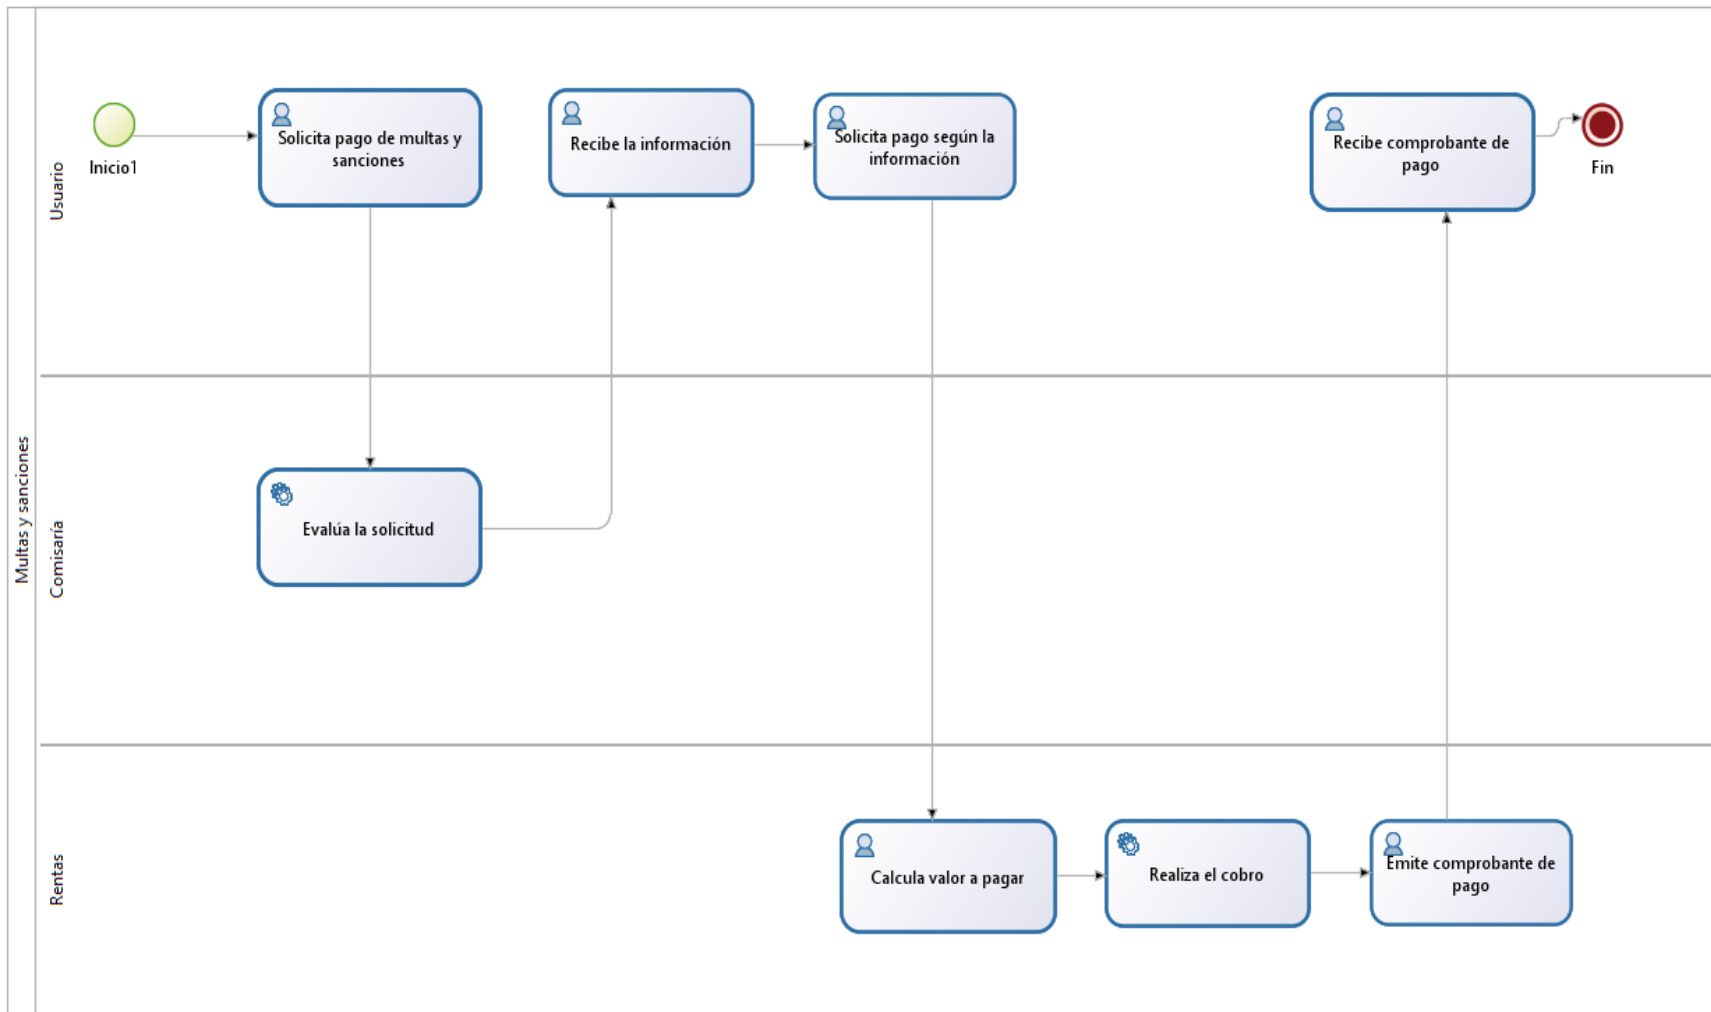 Multas y sanciones
Usuario
Inicio1
Solicita pago de multas y
sanciones
Recibe la información
Solicita pago según la
información
Recibe comprobante de
pago
Fin
Comisaría
Evalúa la solicitud
Rentas
Calcula valor a pagar
Realiza el cobro
Emite comprobante de
pago